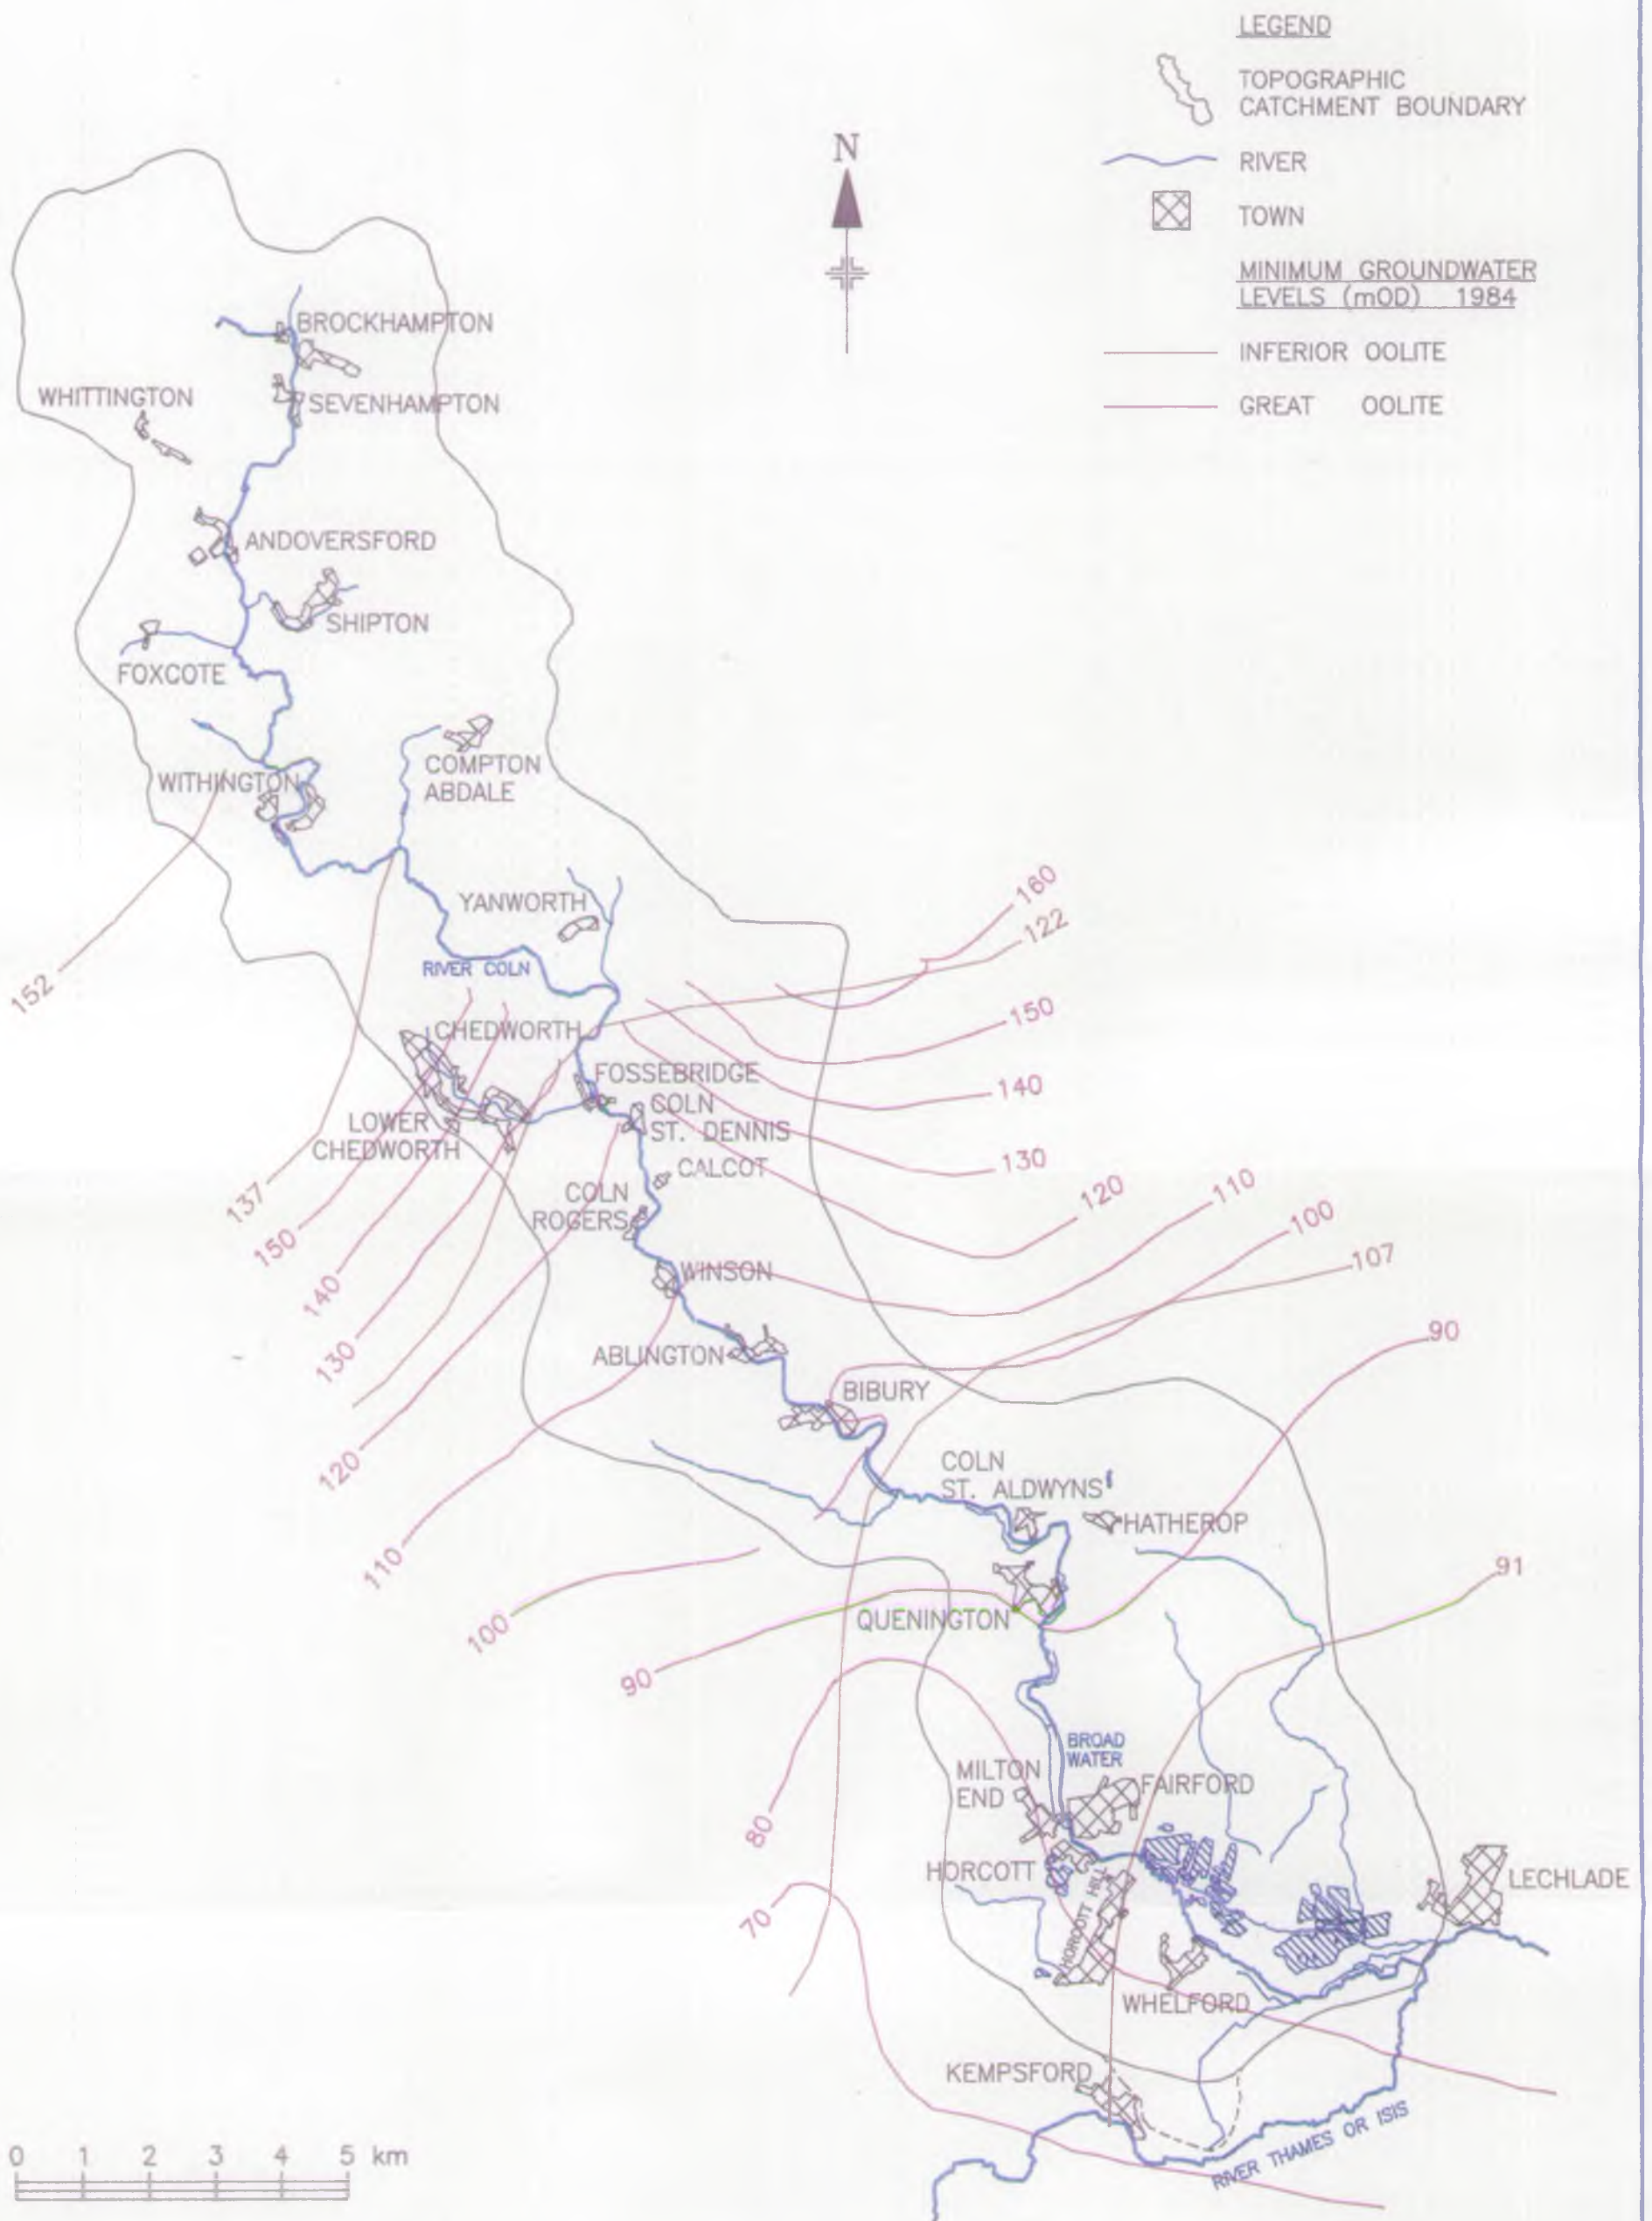 LEGEND
TOPOGRAPHIC
CATCHMENT BOUNDARY
RIVER
TOWN
MINIMUM GROUNDWATER
LEVELS (mOD) 1984
INFERIOR OOLITE
GREAT OOLITE
N
BROCKHAMPTON
WHITTINGTON
SEVENHAMPTON
ANDOVERSFORD
SHIPTON
FOXCOTE
COMPTON
ABDALE
WITHINGTON
YANWORTH
160
122
RIVER COLN
152
150
CHEDWORTH
FOSSEBRIDGE
140
COLN
ST. DENNIS
LOWER
CHEDWORTH
130
CALCOT
137
120
110
COLN
ROGERS
100
150
107
WINSON
140
90
130
ABLINGTON
BIBURY
120
COLN
ST. ALDWYNS
HATHEROP
110
91
100
QUENINGTON
90
BROAD
WATER
MILTON
END
FAIRFORD
80
HORCOTT
LECHLADE
HORCOTT HILL
70
WHELFORD
KEMPSFORD
RIVER THAMES OR ISIS
0 1 2 3 4 5 km